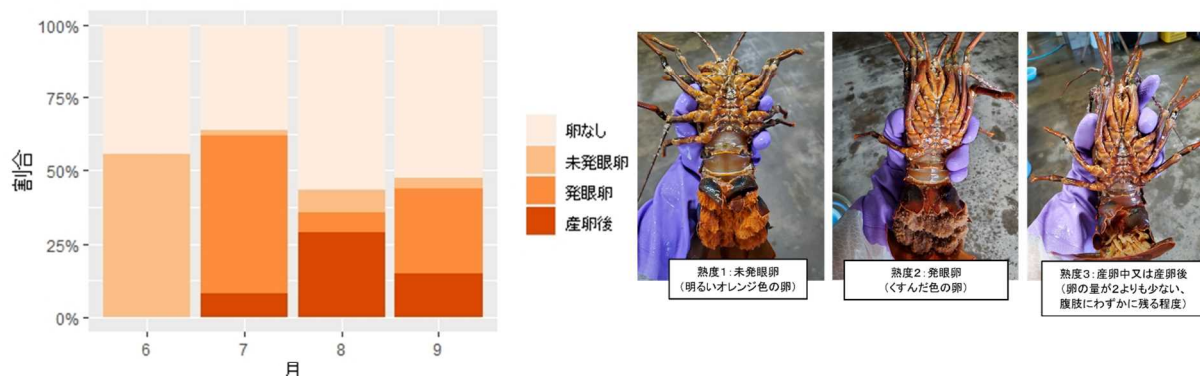 100%
75%
50%
25%
0%
割合
6
7
8
9
月
卵なし
未発眼卵
発眼卵
産卵後
熟度1:未発眼卵
(明るいオレンジ色の卵)
熟度2:発眼卵
(くすんだ色の卵)
熟度3:産卵中又は産卵後
(卵の量が2よりも少ない、
腹肢にわずかに残る程度)